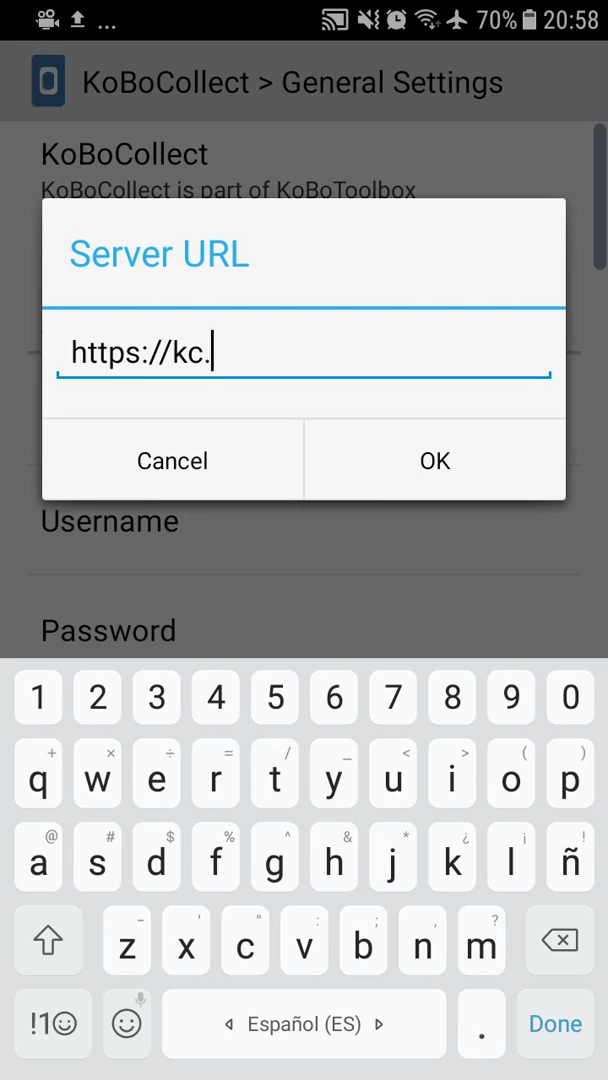 ... 70% 20:58
KoBoCollect > General Settings
KoBoCollect
KoBoCollect is part of KoBoToolbox
Server URL
https://kc.
Cancel OK
Username
Password
1 2 3 4 5 6 7 8 9 0
+ × ÷ = / _ < > ( )
q w e r t y u i o p
@ # $ % ^ & * ¿ ¡ !
a s d f g h j k l ñ
- ' " : ; , ?
z x c v b n m
!1☺ Español (ES) . Done